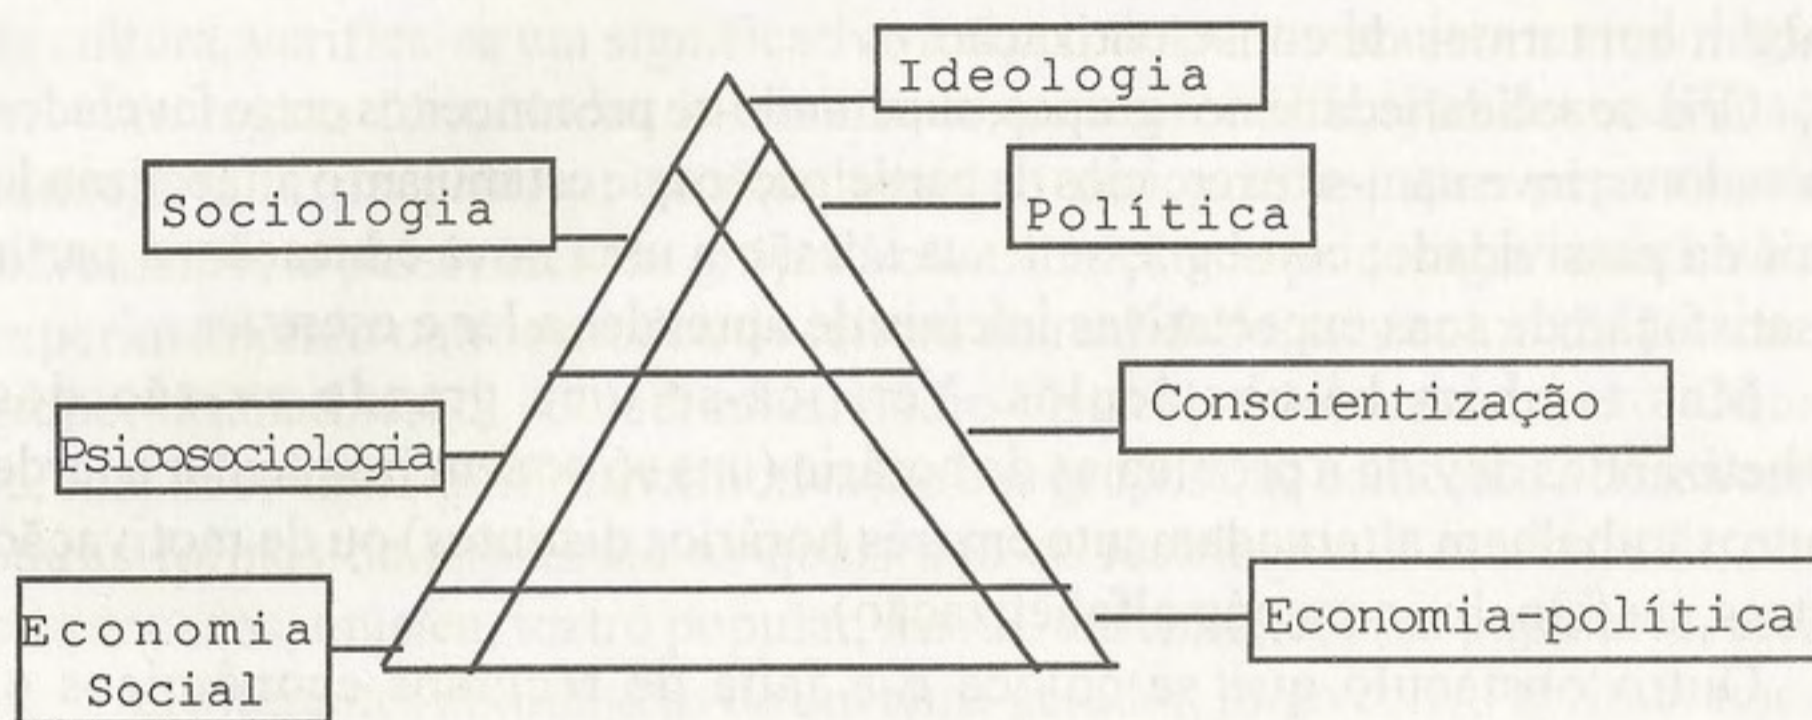 Ideologia
Sociologia
Política
Conscientização
Psicosociologia
Economia-política
Economia
Social